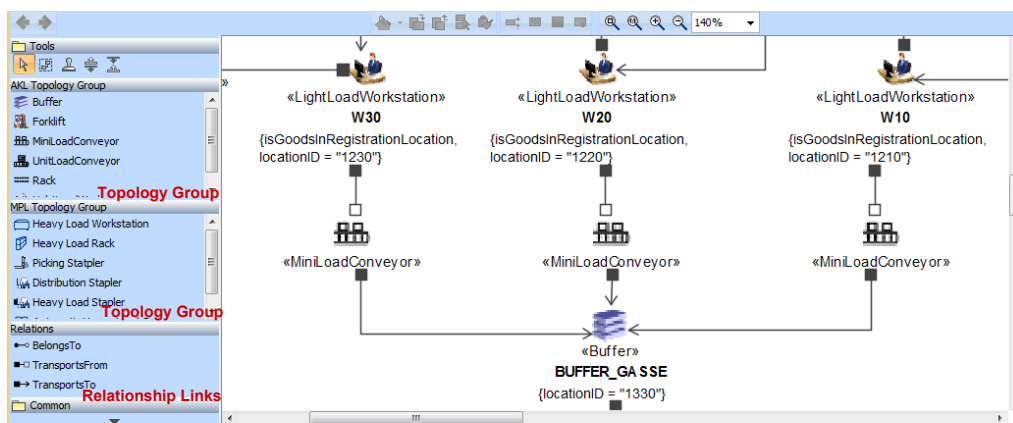 140%
Tools
AKL Topology Group
Buffer
Forklift
MiniLoadConveyor
UnitLoadConveyor
Rack
Topology Group
MPL Topology Group
Heavy Load Workstation
Heavy Load Rack
Picking Statpler
Distribution Stapler
Heavy Load Stapler
Topology Group
Relations
BelongsTo
TransportsFrom
TransportsTo
Relationship Links
Common
»
«LightLoadWorkstation»
W30
{isGoodsInRegistrationLocation,
locationID = "1230"}
«MiniLoadConveyor»
«LightLoadWorkstation»
W20
{isGoodsInRegistrationLocation,
locationID = "1220"}
«MiniLoadConveyor»
«LightLoadWorkstation»
W10
{isGoodsInRegistrationLocation,
locationID = "1210"}
«MiniLoadConveyor»
«Buffer»
BUFFER_GASSE
{locationID = "1330"}